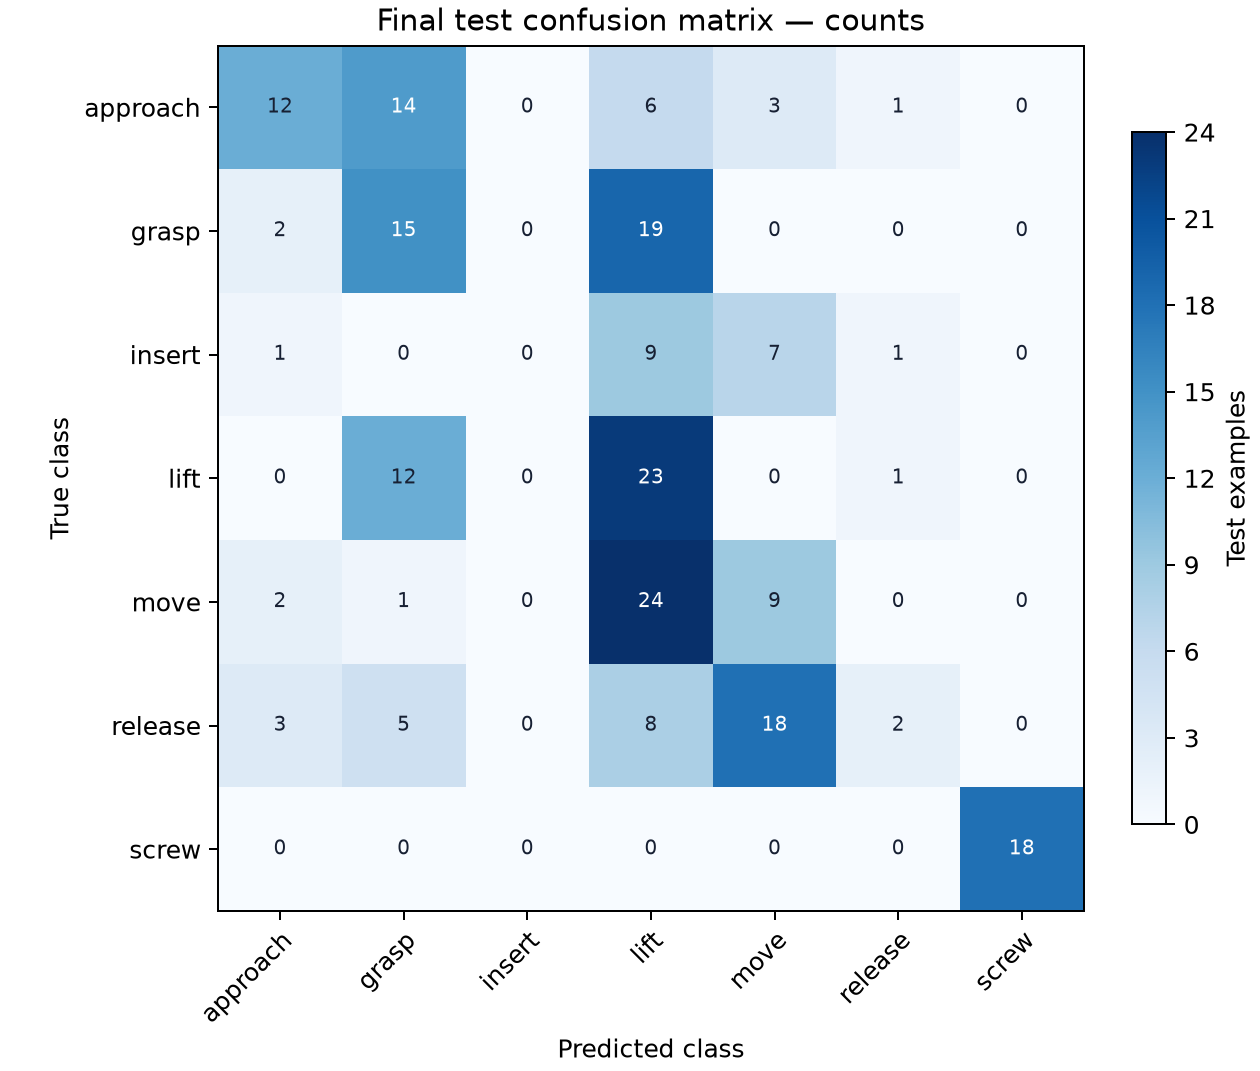 Final test confusion matrix — counts
approach 12 14 0 6 3 1 0
grasp 2 15 0 19 0 0 0
insert 1 0 0 9 7 1 0
lift 0 12 0 23 0 1 0
move 2 1 0 24 9 0 0
release 3 5 0 8 18 2 0
screw 0 0 0 0 0 0 18
True class
approach grasp insert lift move release screw
Predicted class
24
21
18
15
12
9
6
3
0
Test examples